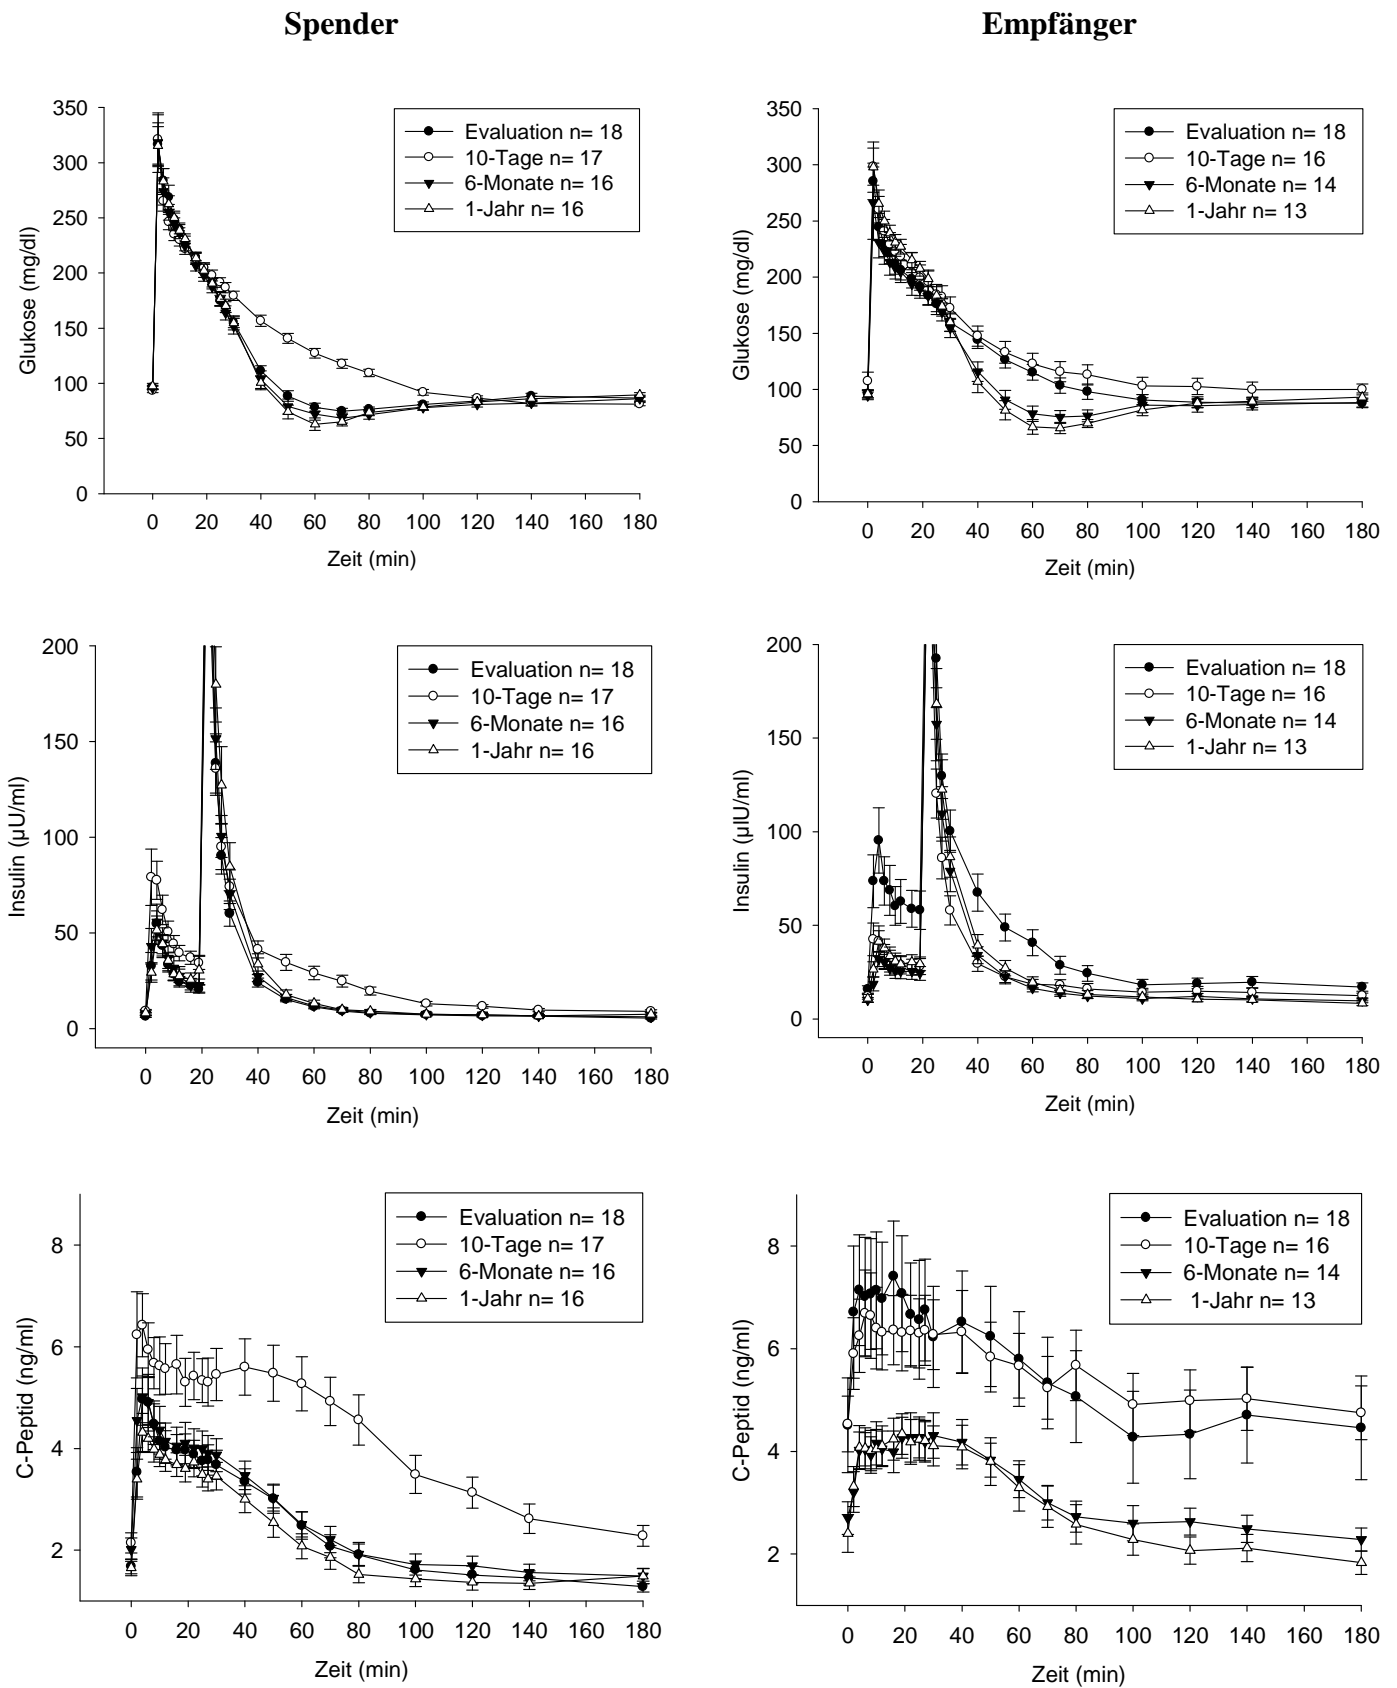 Spender
Empfänger
350
300
250
200
150
100
50
0
Glukose (mg/dl)
Evaluation n= 18
10-Tage n= 17
6-Monate n= 16
1-Jahr n= 16
0 20 40 60 80 100 120 140 160 180
Zeit (min)
350
300
250
200
150
100
50
0
Glukose (mg/dl)
Evaluation n= 18
10-Tage n= 16
6-Monate n= 14
1-Jahr n= 13
0 20 40 60 80 100 120 140 160 180
Zeit (min)
200
150
100
50
0
Insulin (µU/ml)
Evaluation n= 18
10-Tage n= 17
6-Monate n= 16
1-Jahr n= 16
0 20 40 60 80 100 120 140 160 180
Zeit (min)
200
150
100
50
0
Insulin (µIU/ml)
Evaluation n= 18
10-Tage n= 16
6-Monate n= 14
1-Jahr n= 13
0 20 40 60 80 100 120 140 160 180
Zeit (min)
8
6
4
2
C-Peptid (ng/ml)
Evaluation n= 18
10-Tage n= 17
6-Monate n= 16
1-Jahr n= 16
0 20 40 60 80 100 120 140 160 180
Zeit (min)
8
6
4
2
C-Peptid (ng/ml)
Evaluation n= 18
10-Tage n= 16
6-Monate n= 14
1-Jahr n= 13
0 20 40 60 80 100 120 140 160 180
Zeit (min)